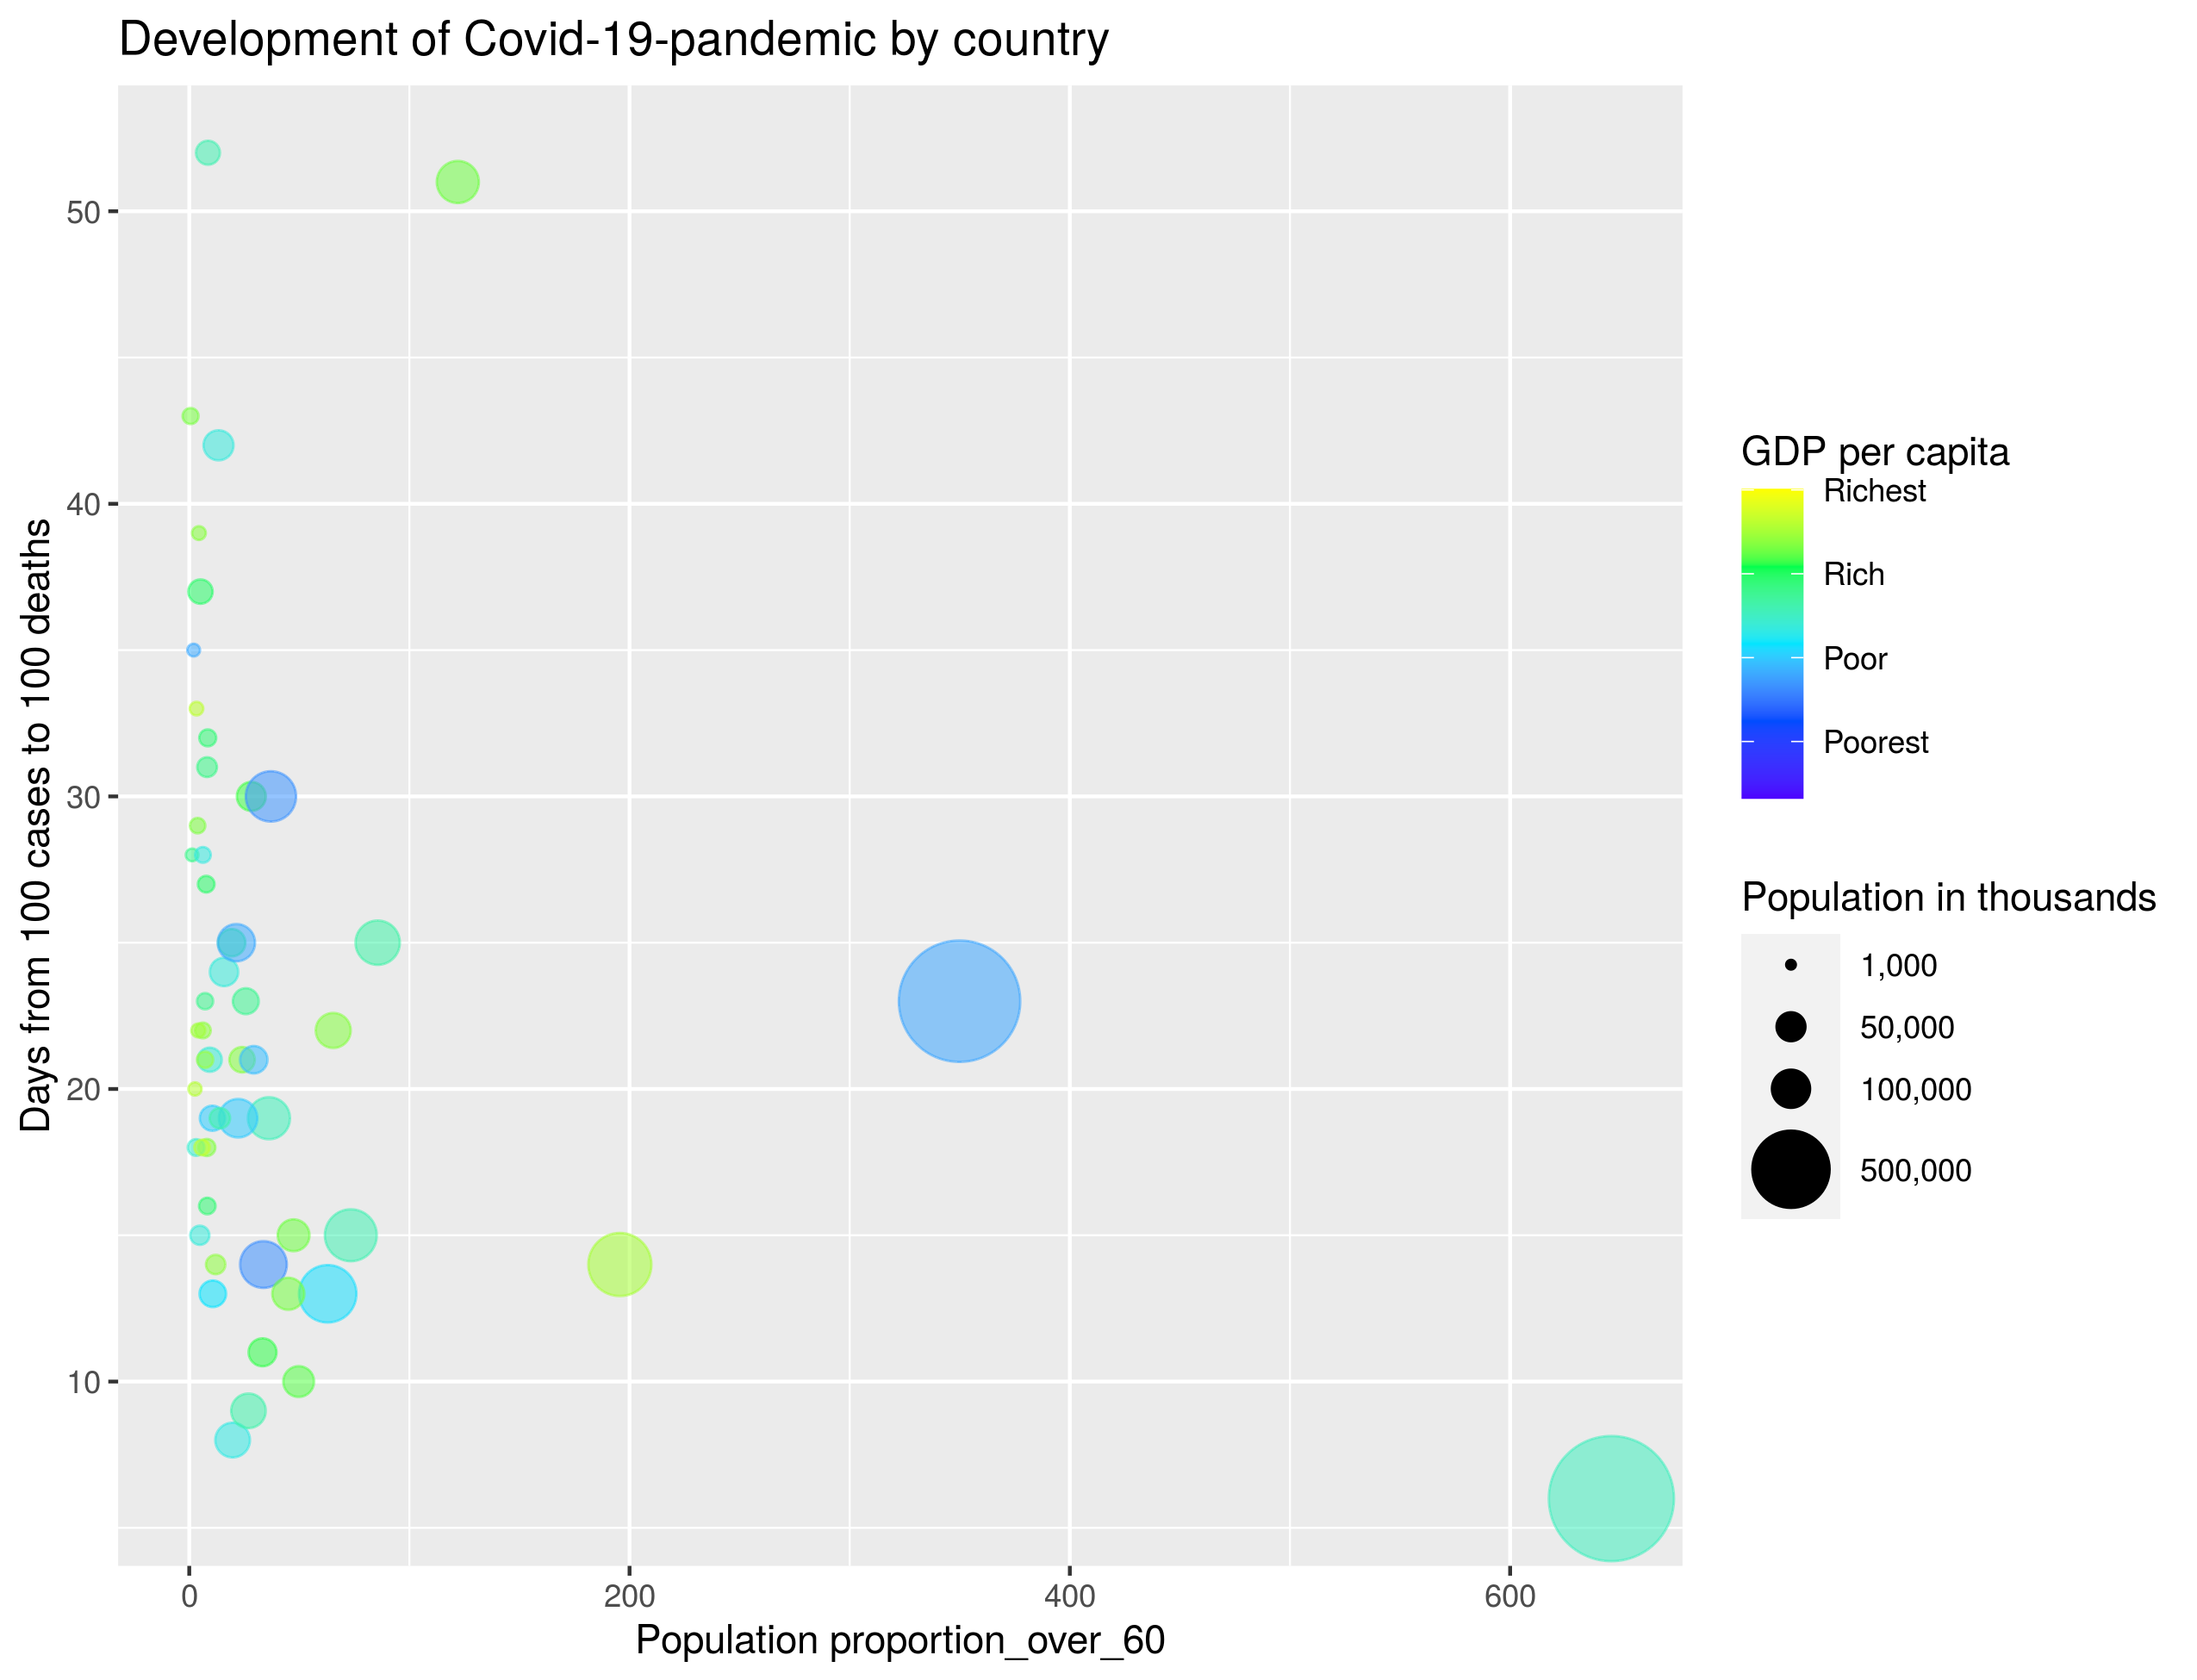 Development of Covid-19-pandemic by country
Days from 100 cases to 100 deaths
50
40
30
20
10
0
200
400
600
Population proportion_over_60
GDP per capita
Richest
Rich
Poor
Poorest
Population in thousands
1,000
50,000
100,000
500,000